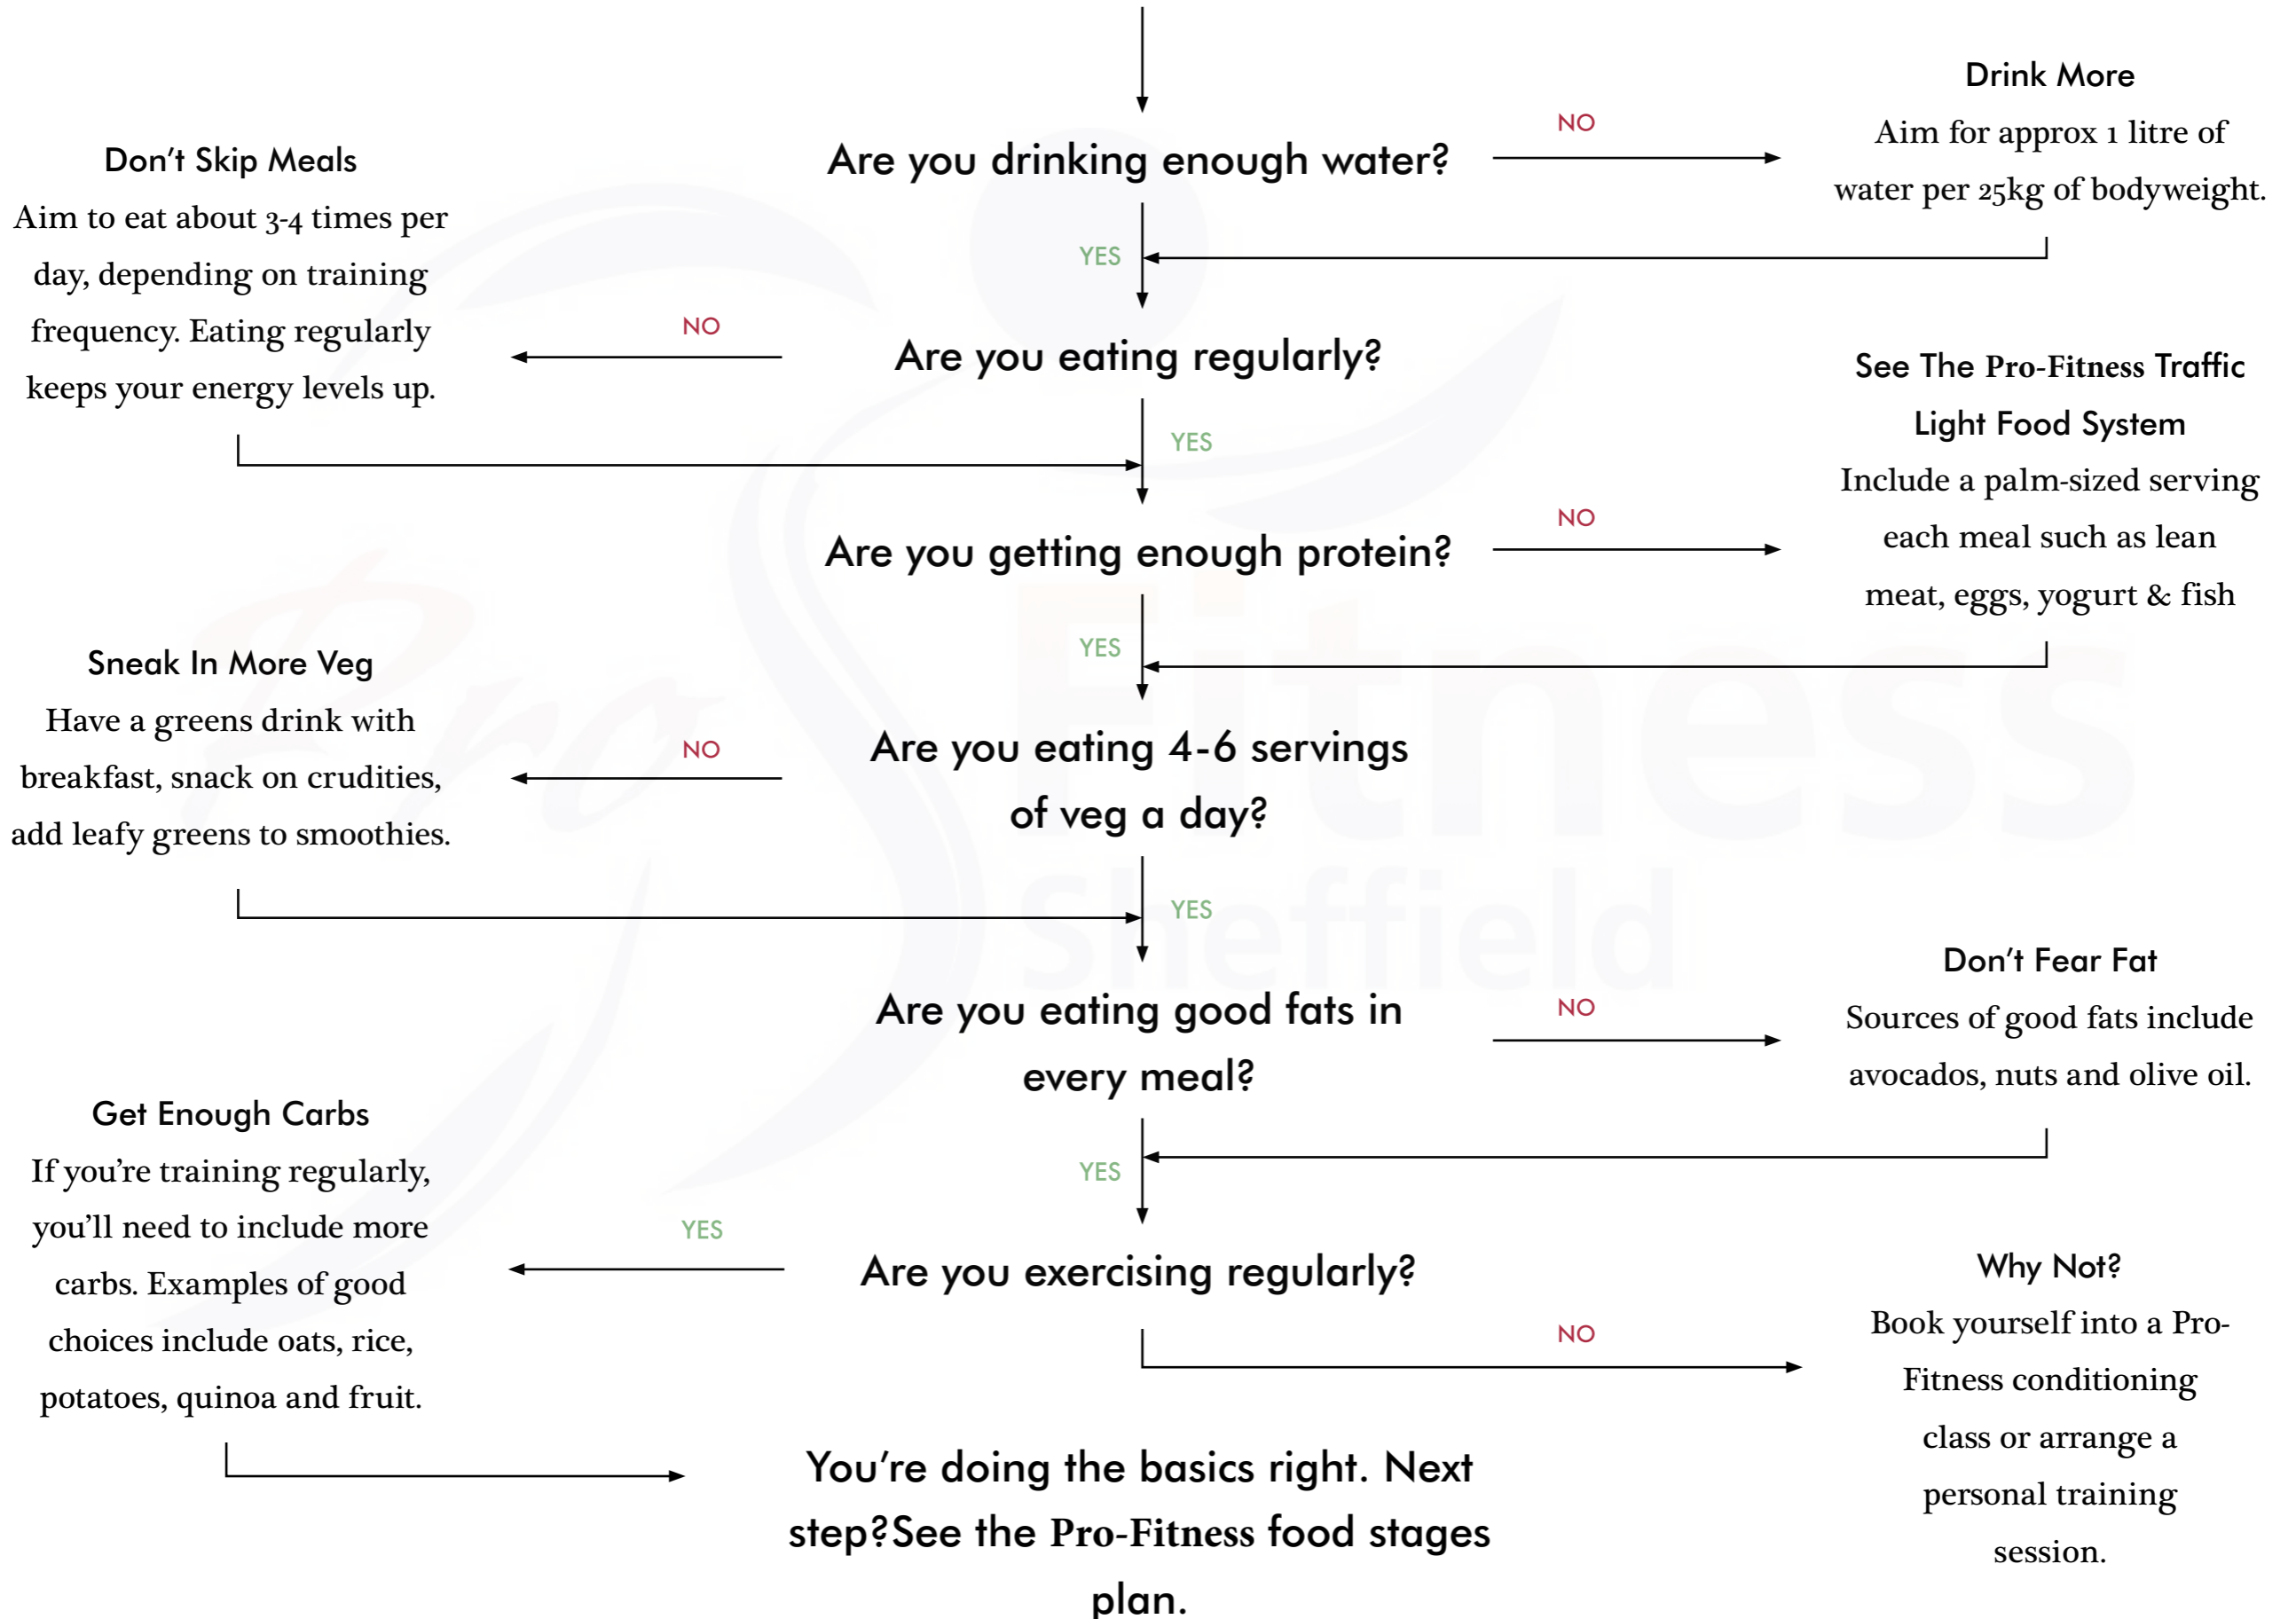 Are you drinking enough water?
NO
Drink More
Aim for approx 1 litre of
water per 25kg of bodyweight.
YES
Are you eating regularly?
NO
Don't Skip Meals
Aim to eat about 3-4 times per
day, depending on training
frequency. Eating regularly
keeps your energy levels up.
YES
Are you getting enough protein?
NO
See The Pro-Fitness Traffic
Light Food System
Include a palm-sized serving
each meal such as lean
meat, eggs, yogurt & fish
YES
Are you eating 4-6 servings
of veg a day?
NO
Sneak In More Veg
Have a greens drink with
breakfast, snack on crudities,
add leafy greens to smoothies.
YES
Are you eating good fats in
every meal?
NO
Don't Fear Fat
Sources of good fats include
avocados, nuts and olive oil.
YES
Are you exercising regularly?
YES
Get Enough Carbs
If you're training regularly,
you'll need to include more
carbs. Examples of good
choices include oats, rice,
potatoes, quinoa and fruit.
NO
Why Not?
Book yourself into a Pro-
Fitness conditioning
class or arrange a
personal training
session.
You're doing the basics right. Next
step?See the Pro-Fitness food stages
plan.
Pro Fitness
Sheffield